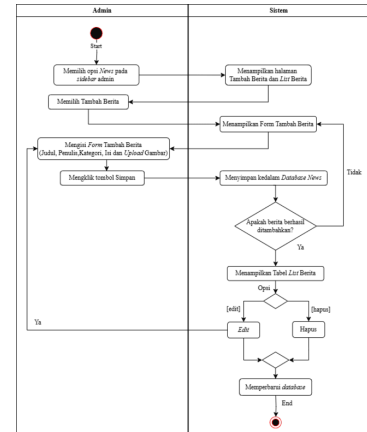 Admin
Sistem
Start
Memilih opsi News pada
sidebar admin
Menampilkan halaman
Tambah Berita dan List Berita
Memilih Tambah Berita
Menampilkan Form Tambah Berita
Mengisi Form Tambah Berita
(Judul, Penulis,Kategori, Isi dan Upload Gambar)
Tidak
Mengklik tombol Simpan
Menyimpan kedalam Database News
Apakah berita berhasil
ditambahkan?
Ya
Menampilkan Tabel List Berita
Opsi
[edit]
[hapus]
Ya
Edit
Hapus
Memperbarui database
End